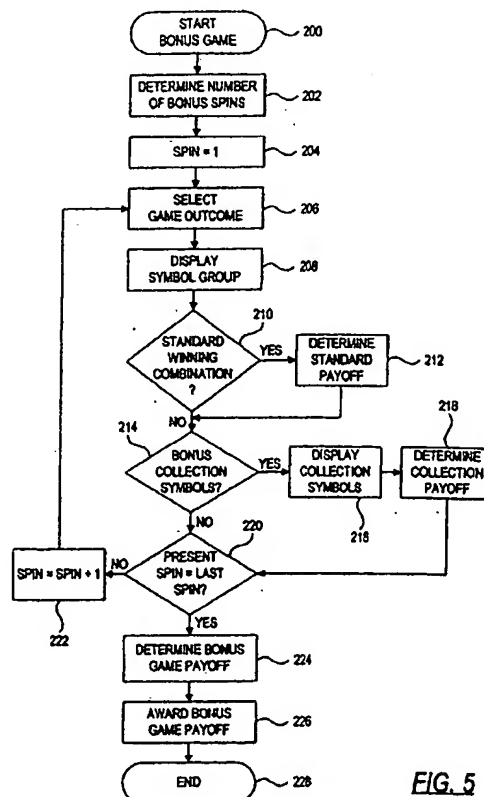 START
BONUS GAME
200
DETERMINE NUMBER
OF BONUS SPINS
202
SPIN = 1
204
SELECT
GAME OUTCOME
206
DISPLAY
SYMBOL GROUP
208
210
STANDARD
WINNING
COMBINATION
?
YES
DETERMINE
STANDARD
PAYOFF
212
NO
214
BONUS
COLLECTION
SYMBOLS?
YES
DISPLAY
COLLECTION
SYMBOLS
216
218
DETERMINE
COLLECTION
PAYOFF
NO
220
PRESENT
SPIN = LAST
SPIN?
NO
SPIN = SPIN + 1
222
YES
DETERMINE BONUS
GAME PAYOFF
224
AWARD BONUS
GAME PAYOFF
226
END
228
FIG. 5